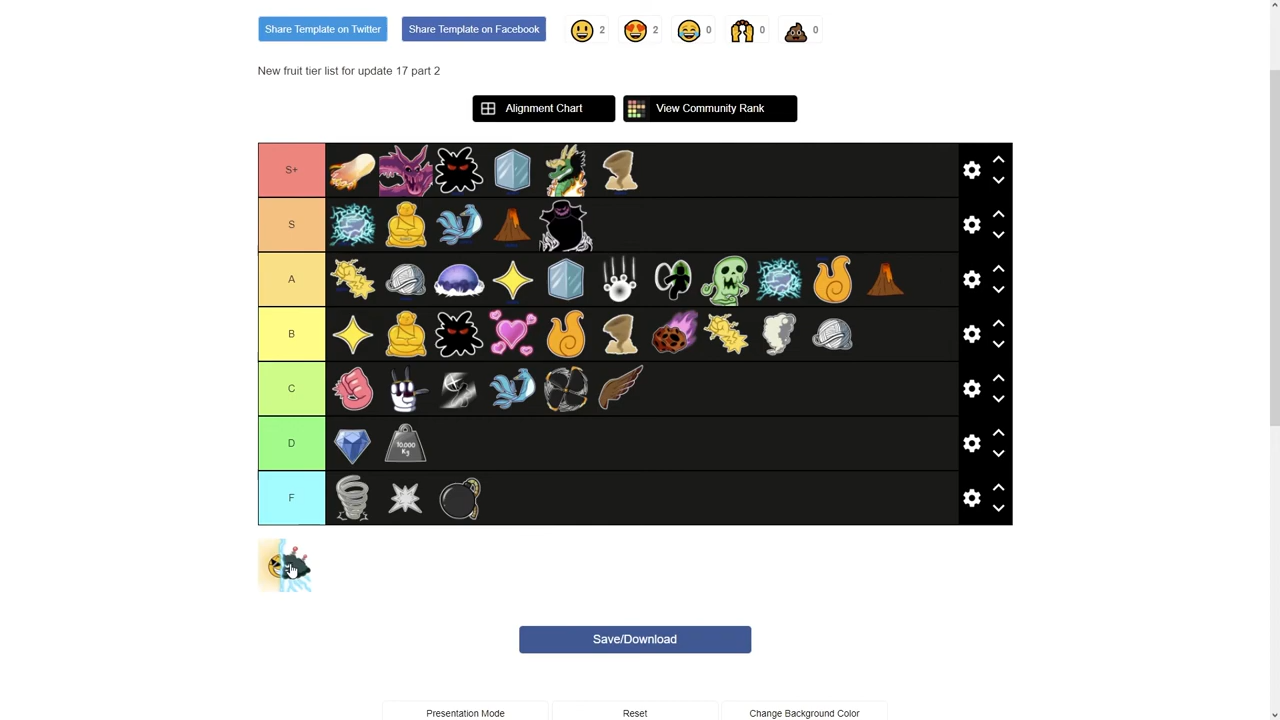 Share Template on Twitter
Share Template on Facebook
2
2
0
0
0
New fruit tier list for update 17 part 2
Alignment Chart
View Community Rank
S+
S
A
B
C
D
10,000
Kg
F
Save/Download
Presentation Mode
Reset
Change Background Color